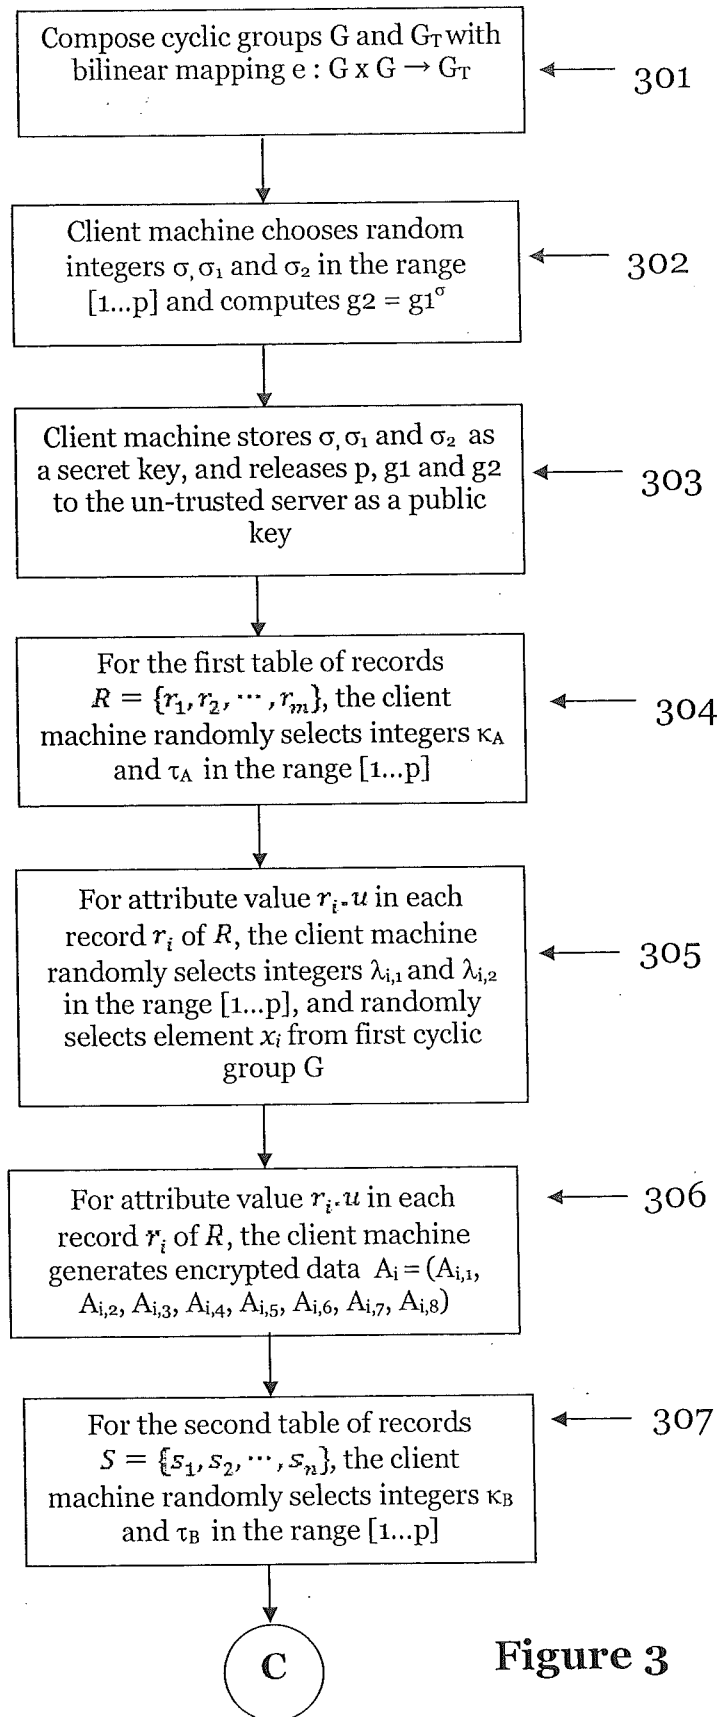 Compose cyclic groups G and G_T with
bilinear mapping e : G x G → G_T
301
Client machine chooses random
integers σ, σ₁ and σ₂ in the range
[1...p] and computes g2 = g1^σ
302
Client machine stores σ, σ₁ and σ₂ as
a secret key, and releases p, g1 and g2
to the un-trusted server as a public
key
303
For the first table of records
R = {r₁, r₂, ⋯ , r_m}, the client
machine randomly selects integers κ_A
and τ_A in the range [1...p]
304
For attribute value r_i.u in each
record r_i of R, the client machine
randomly selects integers λ_i,1 and λ_i,2
in the range [1...p], and randomly
selects element x_i from first cyclic
group G
305
For attribute value r_i.u in each
record r_i of R, the client machine
generates encrypted data A_i = (A_i,1,
A_i,2, A_i,3, A_i,4, A_i,5, A_i,6, A_i,7, A_i,8)
306
For the second table of records
S = {s₁, s₂, ⋯ , s_n}, the client
machine randomly selects integers κ_B
and τ_B in the range [1...p]
307
C
Figure 3